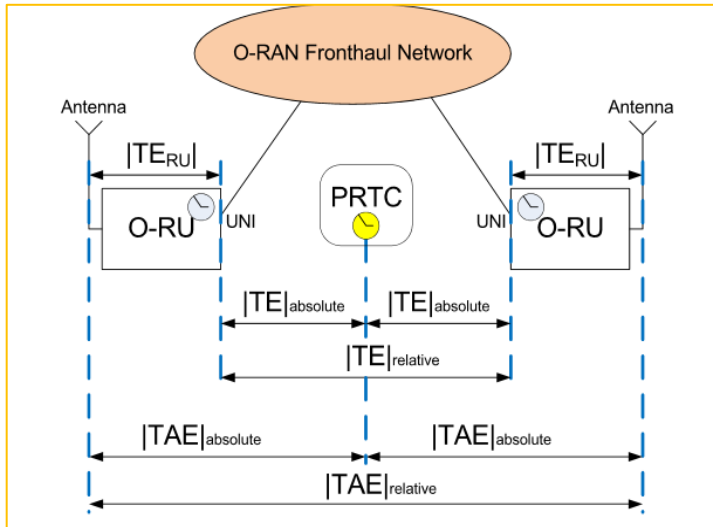 O-RAN Fronthaul Network
Antenna
Antenna
|TERU|
|TERU|
PRTC
O-RU
UNI
UNI
O-RU
|TE|absolute
|TE|absolute
|TE|relative
|TAE|absolute
|TAE|absolute
|TAE|relative